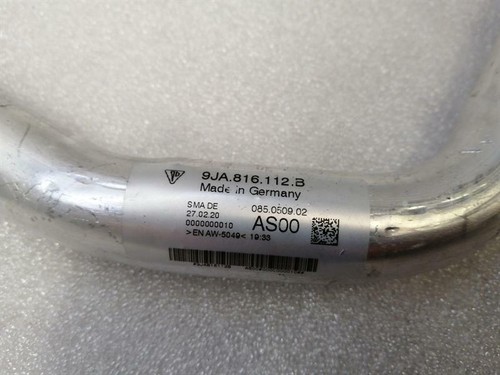 9JA.816.112.B
Made in Germany
SMA DE 085.0509.02
27.02.20
0000000010 AS00
>EN AW-5049< 19:33